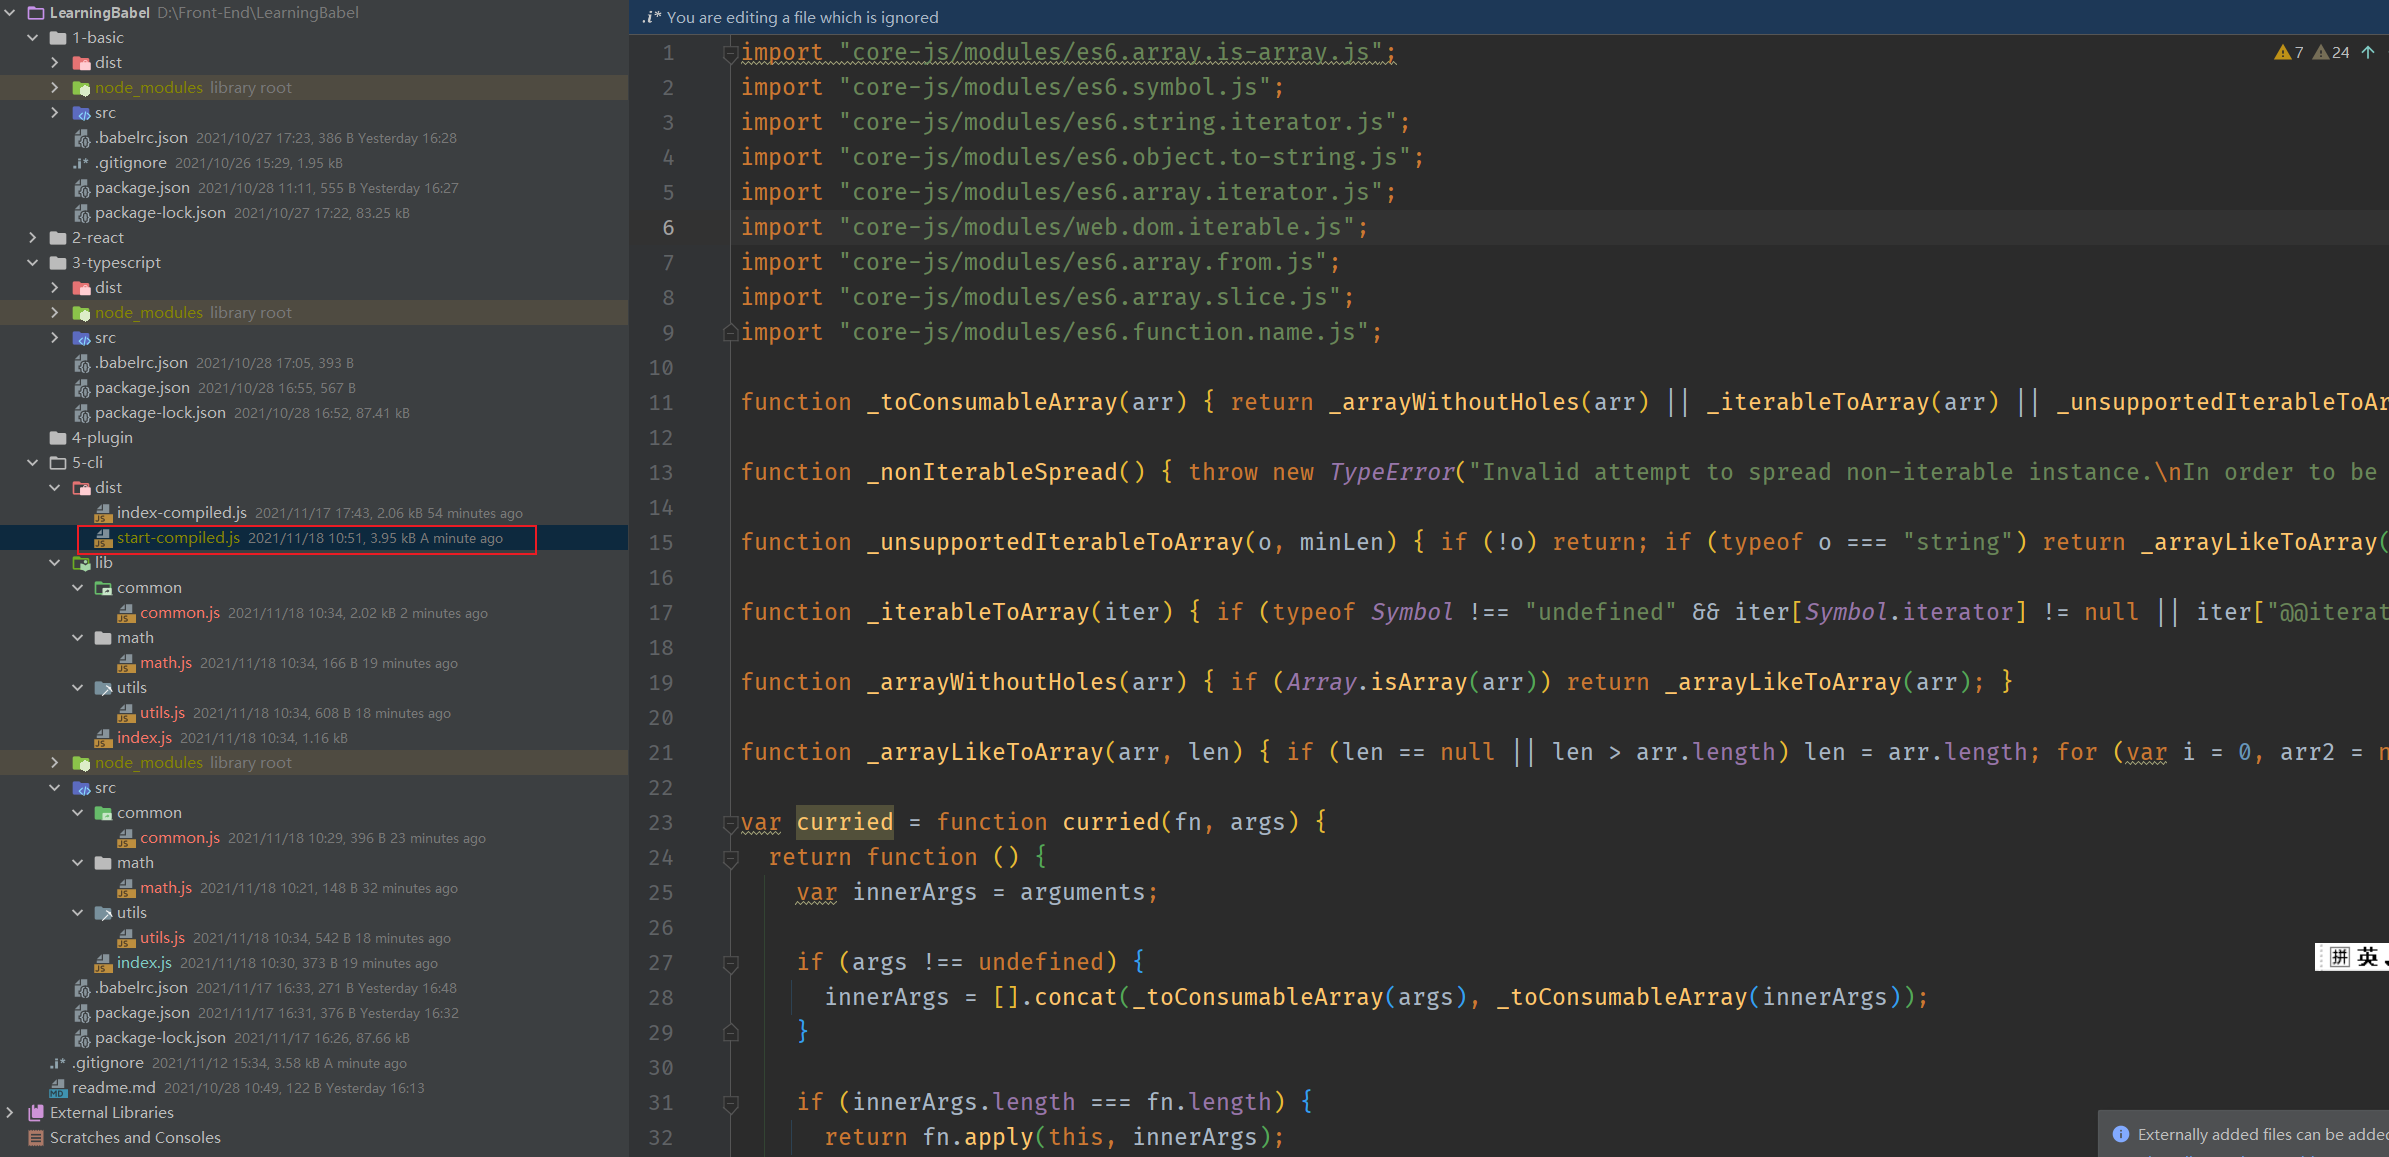 LearningBabel D:\Front-End\LearningBabel
1-basic
dist
node_modules library root
src
.babelrc.json 2021/10/27 17:23, 386 B Yesterday 16:28
.gitignore 2021/10/26 15:29, 1.95 kB
package.json 2021/10/28 11:11, 555 B Yesterday 16:27
package-lock.json 2021/10/27 17:22, 83.25 kB
2-react
3-typescript
dist
node_modules library root
src
.babelrc.json 2021/10/28 17:05, 393 B
package.json 2021/10/28 16:55, 567 B
package-lock.json 2021/10/28 16:52, 87.41 kB
4-plugin
5-cli
dist
index-compiled.js 2021/11/17 17:43, 2.06 kB 54 minutes ago
start-compiled.js 2021/11/18 10:51, 3.95 kB A minute ago
lib
common
common.js 2021/11/18 10:34, 2.02 kB 2 minutes ago
math
math.js 2021/11/18 10:34, 166 B 19 minutes ago
utils
utils.js 2021/11/18 10:34, 608 B 18 minutes ago
index.js 2021/11/18 10:34, 1.16 kB
node_modules library root
src
common
common.js 2021/11/18 10:29, 396 B 23 minutes ago
math
math.js 2021/11/18 10:21, 148 B 32 minutes ago
utils
utils.js 2021/11/18 10:34, 542 B 18 minutes ago
index.js 2021/11/18 10:30, 373 B 19 minutes ago
.babelrc.json 2021/11/17 16:33, 271 B Yesterday 16:48
package.json 2021/11/17 16:31, 376 B Yesterday 16:32
package-lock.json 2021/11/17 16:26, 87.66 kB
.gitignore 2021/11/12 15:34, 3.58 kB A minute ago
readme.md 2021/10/28 10:49, 122 B Yesterday 16:13
External Libraries
Scratches and Consoles
.i* You are editing a file which is ignored
7 24
1 import "core-js/modules/es6.array.is-array.js";
2 import "core-js/modules/es6.symbol.js";
3 import "core-js/modules/es6.string.iterator.js";
4 import "core-js/modules/es6.object.to-string.js";
5 import "core-js/modules/es6.array.iterator.js";
6 import "core-js/modules/web.dom.iterable.js";
7 import "core-js/modules/es6.array.from.js";
8 import "core-js/modules/es6.array.slice.js";
9 import "core-js/modules/es6.function.name.js";
10
11 function _toConsumableArray(arr) { return _arrayWithoutHoles(arr) || _iterableToArray(arr) || _unsupportedIterableToAr
12
13 function _nonIterableSpread() { throw new TypeError("Invalid attempt to spread non-iterable instance.\nIn order to be
14
15 function _unsupportedIterableToArray(o, minLen) { if (!o) return; if (typeof o === "string") return _arrayLikeToArray(
16
17 function _iterableToArray(iter) { if (typeof Symbol !== "undefined" && iter[Symbol.iterator] != null || iter["@@iterat
18
19 function _arrayWithoutHoles(arr) { if (Array.isArray(arr)) return _arrayLikeToArray(arr); }
20
21 function _arrayLikeToArray(arr, len) { if (len == null || len > arr.length) len = arr.length; for (var i = 0, arr2 = n
22
23 var curried = function curried(fn, args) {
24 return function () {
25 var innerArgs = arguments;
26
27 if (args !== undefined) {
28 innerArgs = [].concat(_toConsumableArray(args), _toConsumableArray(innerArgs));
29 }
30
31 if (innerArgs.length === fn.length) {
32 return fn.apply(this, innerArgs);
拼 英
Externally added files can be added